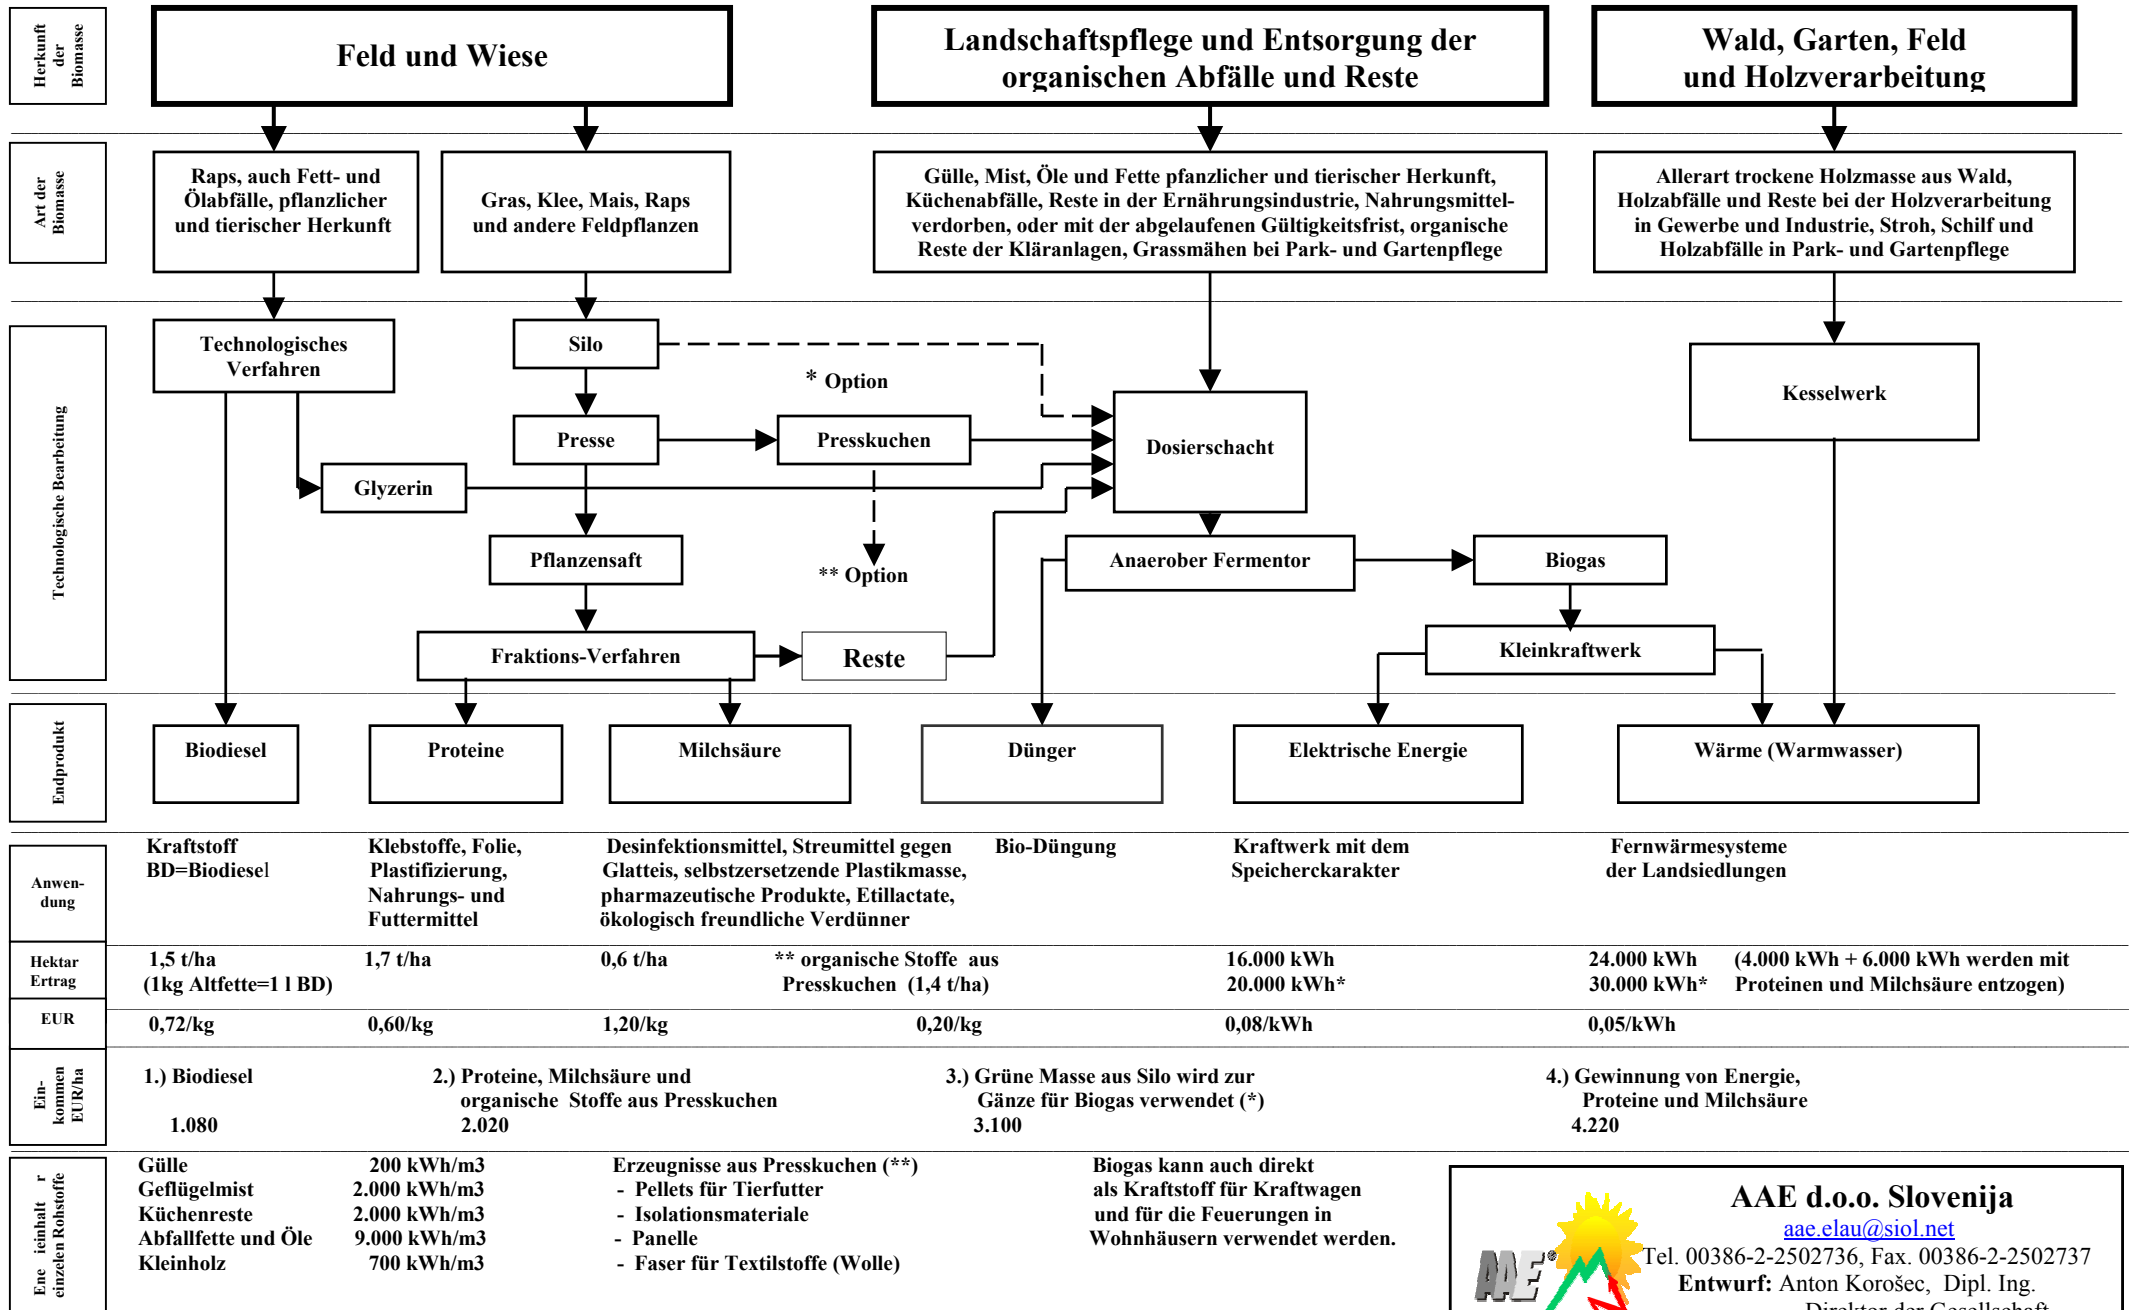 Herkunft
der
Biomasse
Feld und Wiese
Landschaftspflege und Entsorgung der
organischen Abfälle und Reste
Wald, Garten, Feld
und Holzverarbeitung
Art der
Biomasse
Raps, auch Fett- und
Ölabfälle, pflanzlicher
und tierischer Herkunft
Gras, Klee, Mais, Raps
und andere Feldpflanzen
Gülle, Mist, Öle und Fette pfanzlicher und tierischer Herkunft,
Küchenabfälle, Reste in der Ernährungsindustrie, Nahrungsmittel-
verdorben, oder mit der abgelaufenen Gültigkeitsfrist, organische
Reste der Kläranlagen, Grassmähen bei Park- und Gartenpflege
Allerart trockene Holzmasse aus Wald,
Holzabfälle und Reste bei der Holzverarbeitung
in Gewerbe und Industrie, Stroh, Schilf und
Holzabfälle in Park- und Gartenpflege
Technologische Bearbeitung
Technologisches
Verfahren
Silo
* Option
Kesselwerk
Presse
Presskuchen
Dosierschacht
Glyzerin
Pflanzensaft
** Option
Anaerober Fermentor
Biogas
Fraktions-Verfahren
Reste
Kleinkraftwerk
Endprodukt
Biodiesel
Proteine
Milchsäure
Dünger
Elektrische Energie
Wärme (Warmwasser)
Anwen-
dung
Kraftstoff
BD=Biodiesel
Klebstoffe, Folie,
Plastifizierung,
Nahrungs- und
Futtermittel
Desinfektionsmittel, Streumittel gegen
Glatteis, selbstzersetzende Plastikmasse,
pharmazeutische Produkte, Etillactate,
ökologisch freundliche Verdünner
Bio-Düngung
Kraftwerk mit dem
Speicherckarakter
Fernwärmesysteme
der Landsiedlungen
Hektar
Ertrag
1,5 t/ha
(1kg Altfette=1 l BD)
1,7 t/ha
0,6 t/ha
** organische Stoffe aus
Presskuchen (1,4 t/ha)
16.000 kWh
20.000 kWh*
24.000 kWh (4.000 kWh + 6.000 kWh werden mit
30.000 kWh* Proteinen und Milchsäure entzogen)
EUR
0,72/kg
0,60/kg
1,20/kg
0,20/kg
0,08/kWh
0,05/kWh
Ein-
kommen
EUR/ha
1.) Biodiesel
1.080
2.) Proteine, Milchsäure und
organische Stoffe aus Presskuchen
2.020
3.) Grüne Masse aus Silo wird zur
Gänze für Biogas verwendet (*)
3.100
4.) Gewinnung von Energie,
Proteine und Milchsäure
4.220
Ene ieinhalt r
einzelen Rohstoffe
Gülle 200 kWh/m3
Geflügelmist 2.000 kWh/m3
Küchenreste 2.000 kWh/m3
Abfallfette und Öle 9.000 kWh/m3
Kleinholz 700 kWh/m3
Erzeugnisse aus Presskuchen (**)
- Pellets für Tierfutter
- Isolationsmateriale
- Panelle
- Faser für Textilstoffe (Wolle)
Biogas kann auch direkt
als Kraftstoff für Kraftwagen
und für die Feuerungen in
Wohnhäusern verwendet werden.
AAE®
AAE d.o.o. Slovenija
aae.elau@siol.net
Tel. 00386-2-2502736, Fax. 00386-2-2502737
Entwurf: Anton Korošec, Dipl. Ing.
Direktor der Gesellschaft